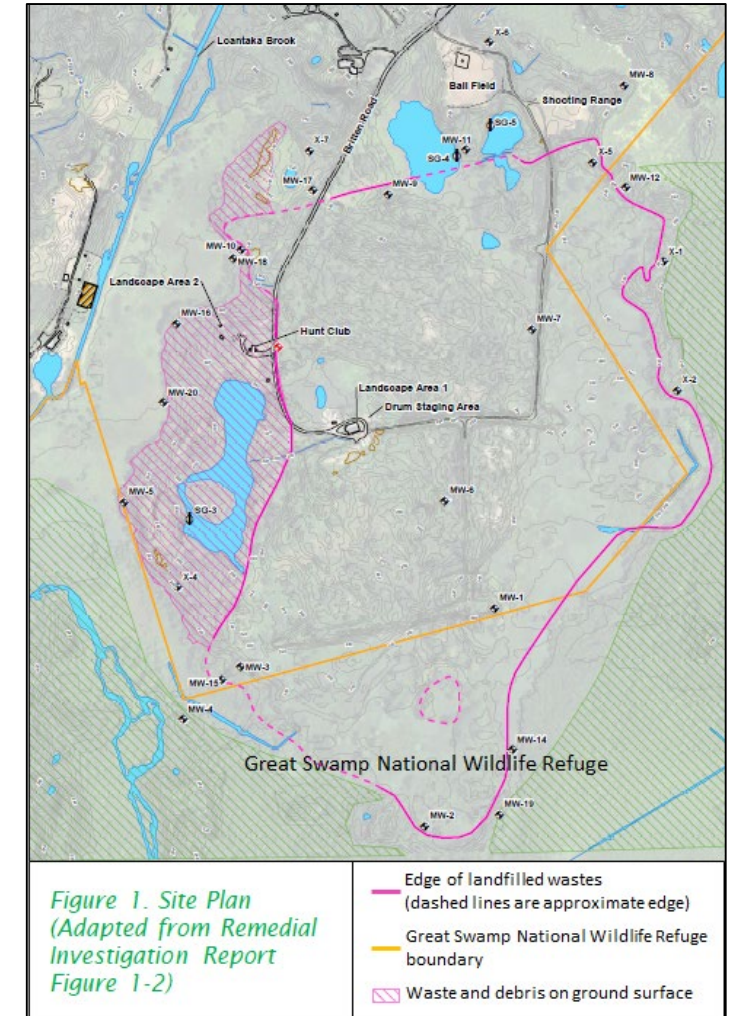 Loantaka Brook
X-6
Ball Field
MW-8
Shooting Range
Britten Road
X-7
SG-5
MW-11
SG-4
X-5
MW-17
MW-9
MW-12
MW-10
MW-18
X-1
Landscape Area 2
MW-16
Hunt Club
MW-7
MW-20
Landscape Area 1
X-2
Drum Staging Area
MW-5
MW-6
SG-3
X-4
MW-1
MW-3
MW-15
MW-4
MW-14
Great Swamp National Wildlife Refuge
MW-2
MW-19
Figure 1. Site Plan
(Adapted from Remedial
Investigation Report
Figure 1-2)
Edge of landfilled wastes
(dashed lines are approximate edge)
Great Swamp National Wildlife Refuge
boundary
Waste and debris on ground surface